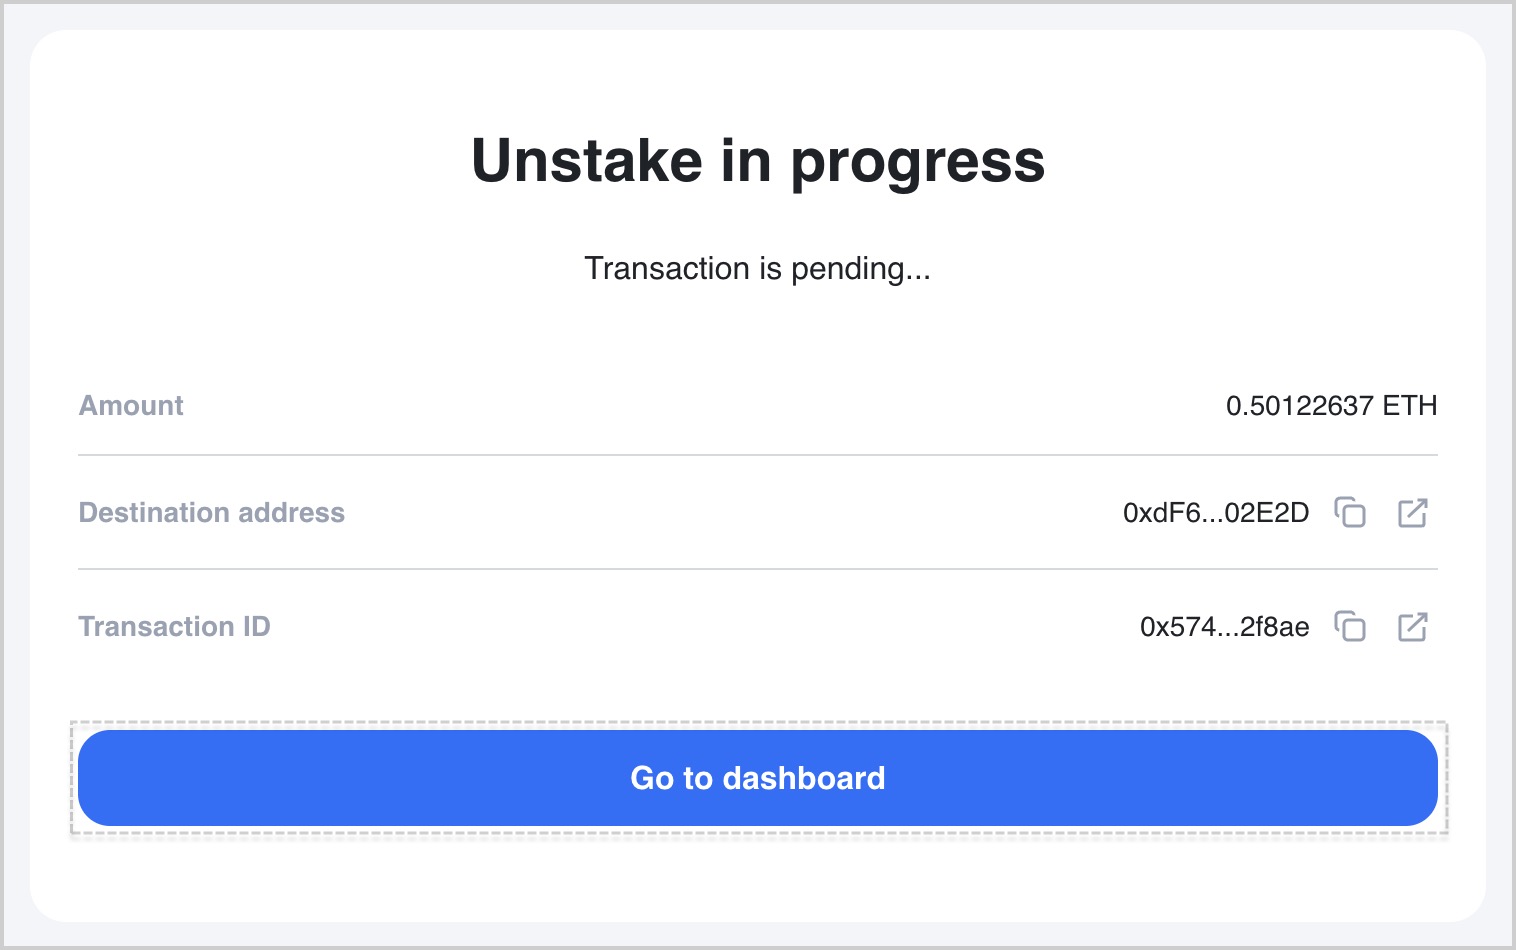 Unstake in progress
Transaction is pending...
Amount 0.50122637 ETH
Destination address 0xdF6...02E2D
Transaction ID 0x574...2f8ae
Go to dashboard